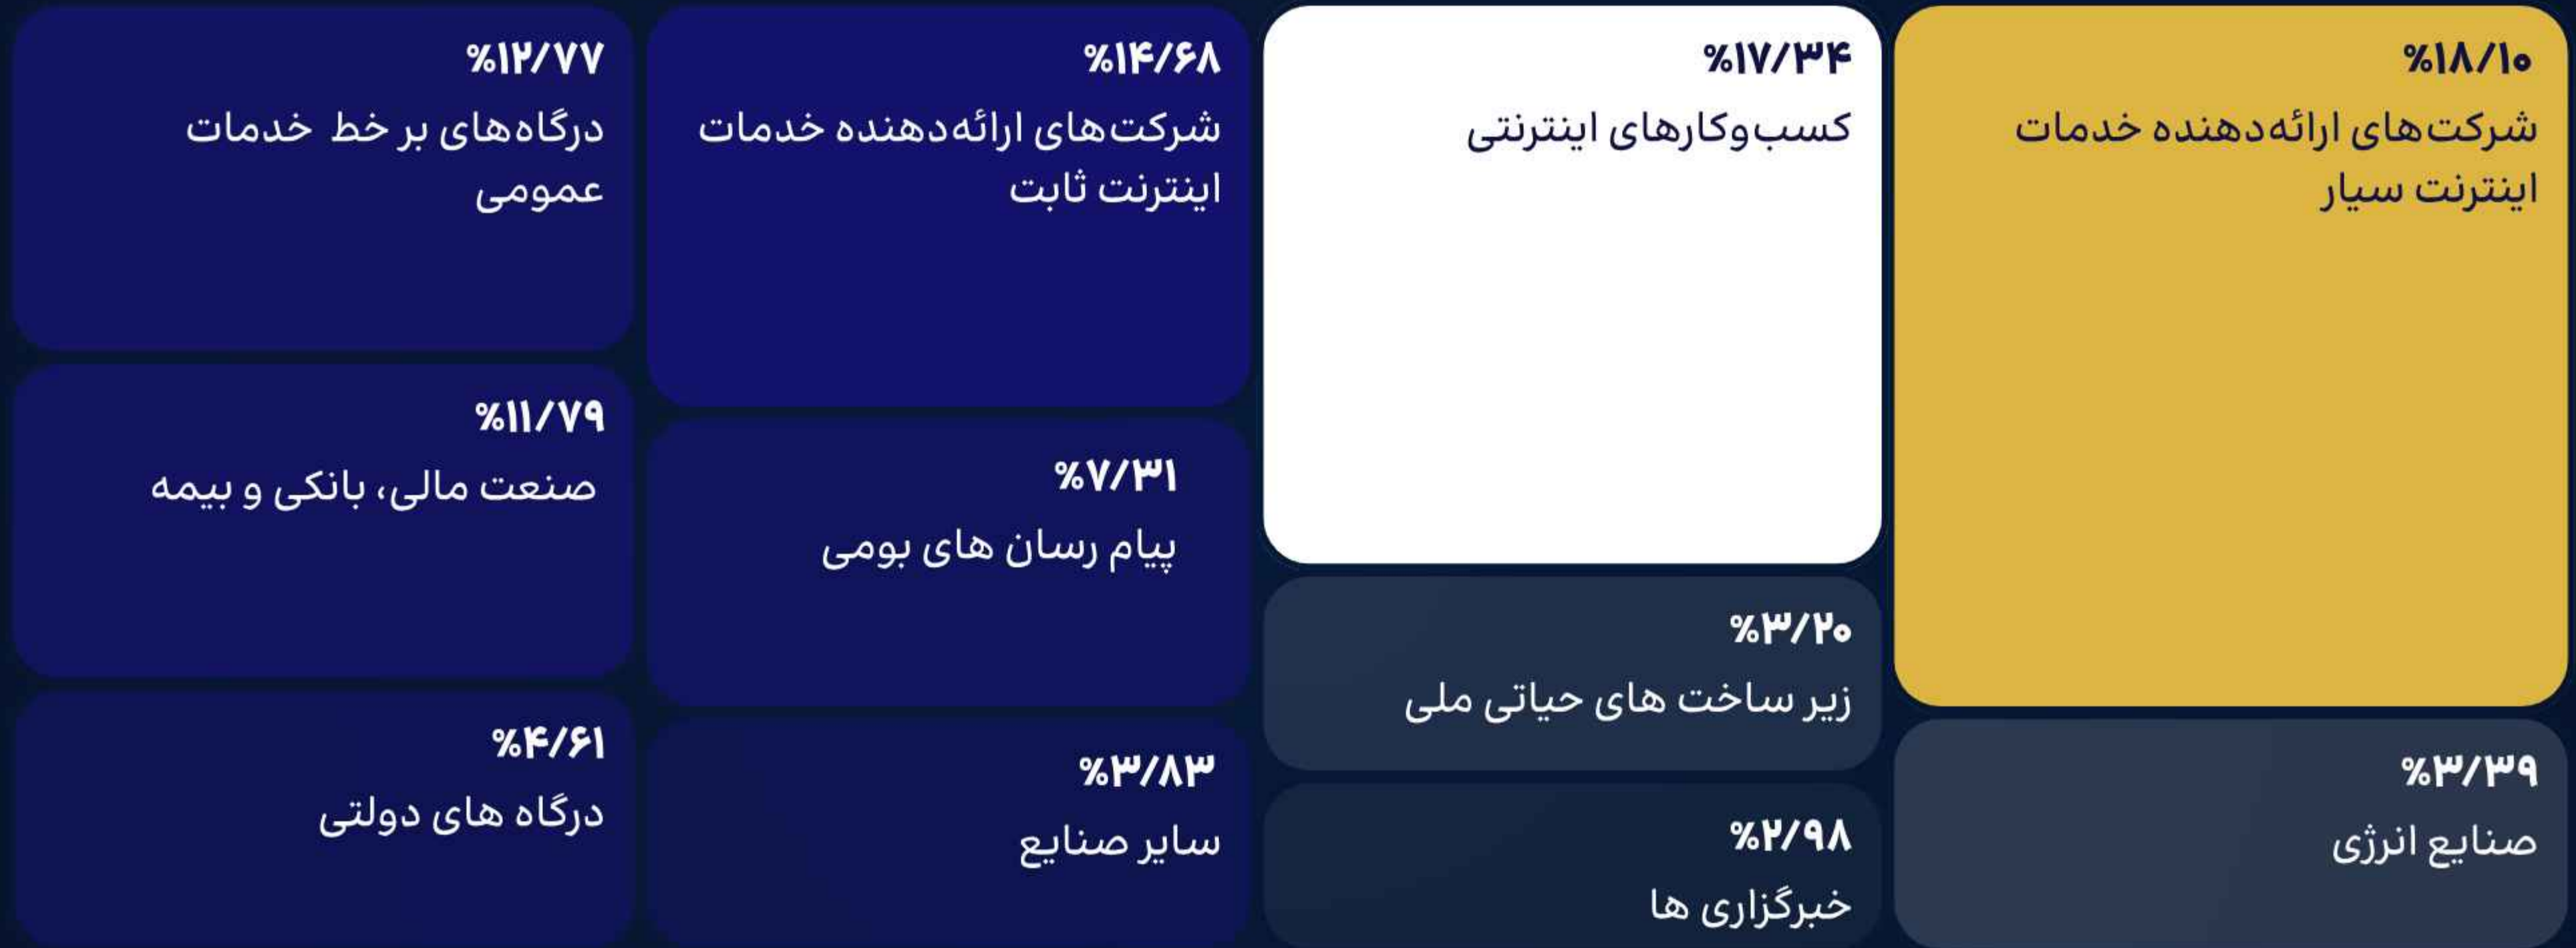 %۱۸/۱۰
شرکت‌های ارائه‌دهنده خدمات
اینترنت سیار
%۳/۳۹
صنایع انرژی
%۱۷/۳۴
کسب‌وکارهای اینترنتی
%۳/۲۰
زیر ساخت های حیاتی ملی
%۲/۹۸
خبرگزاری ها
%۱۴/۶۸
شرکت‌های ارائه‌دهنده خدمات
اینترنت ثابت
%۷/۳۱
پیام رسان های بومی
%۳/۸۳
سایر صنایع
%۱۲/۷۷
درگاه‌های بر خط خدمات
عمومی
%۱۱/۷۹
صنعت مالی، بانکی و بیمه
%۴/۶۱
درگاه های دولتی